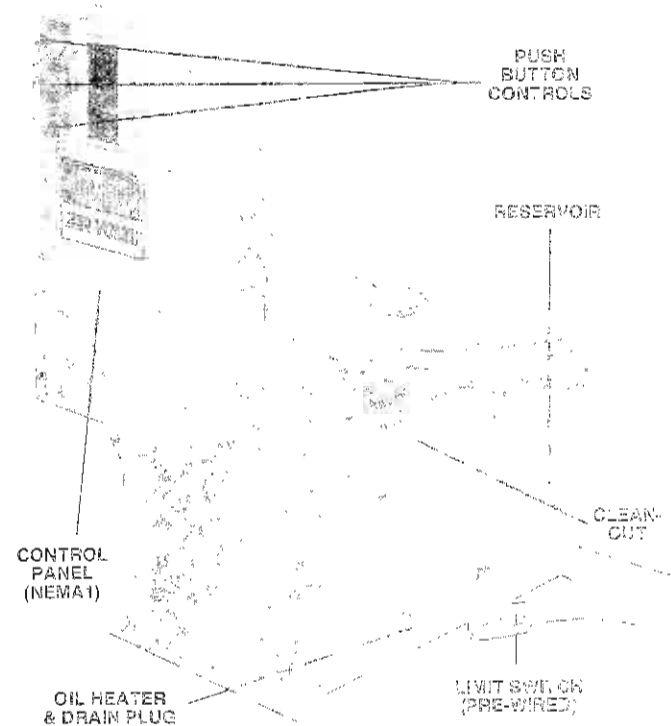 PUSH
BUTTON
CONTROLS
RESERVOIR
CLEAN-
OUT
CONTROL
PANEL
(NEMA1)
OIL HEATER
& DRAIN PLUG
LIMIT SWITCH
(PRE-WIRED)